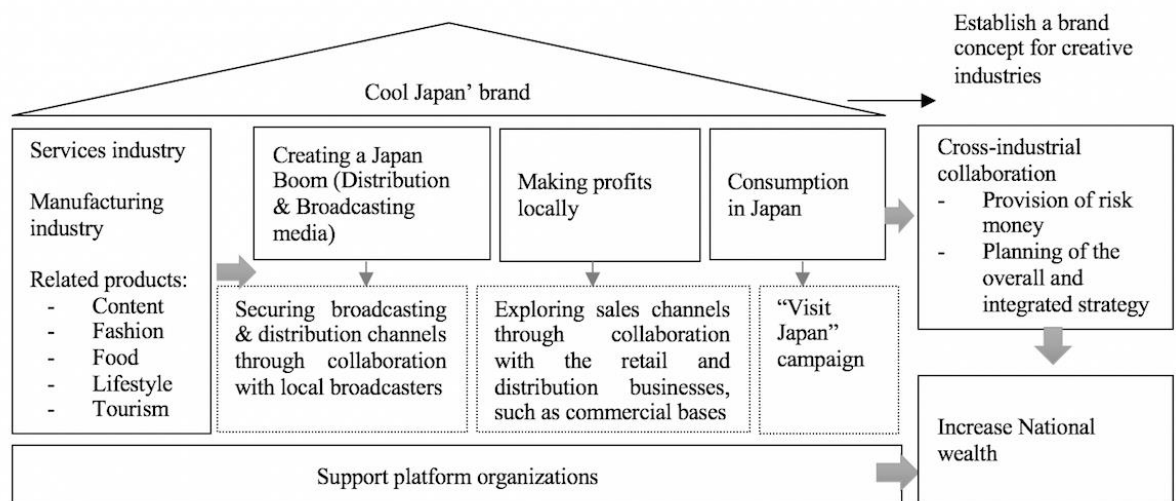 Establish a brand
concept for creative
industries
Cool Japan’ brand
Services industry
Manufacturing
industry
Related products:
- Content
- Fashion
- Food
- Lifestyle
- Tourism
Creating a Japan
Boom (Distribution
& Broadcasting
media)
Making profits
locally
Consumption
in Japan
Securing broadcasting
& distribution channels
through collaboration
with local broadcasters
Exploring sales channels
through collaboration
with the retail and
distribution businesses,
such as commercial bases
“Visit
Japan”
campaign
Cross-industrial
collaboration
- Provision of risk
money
- Planning of the
overall and
integrated strategy
Increase National
wealth
Support platform organizations